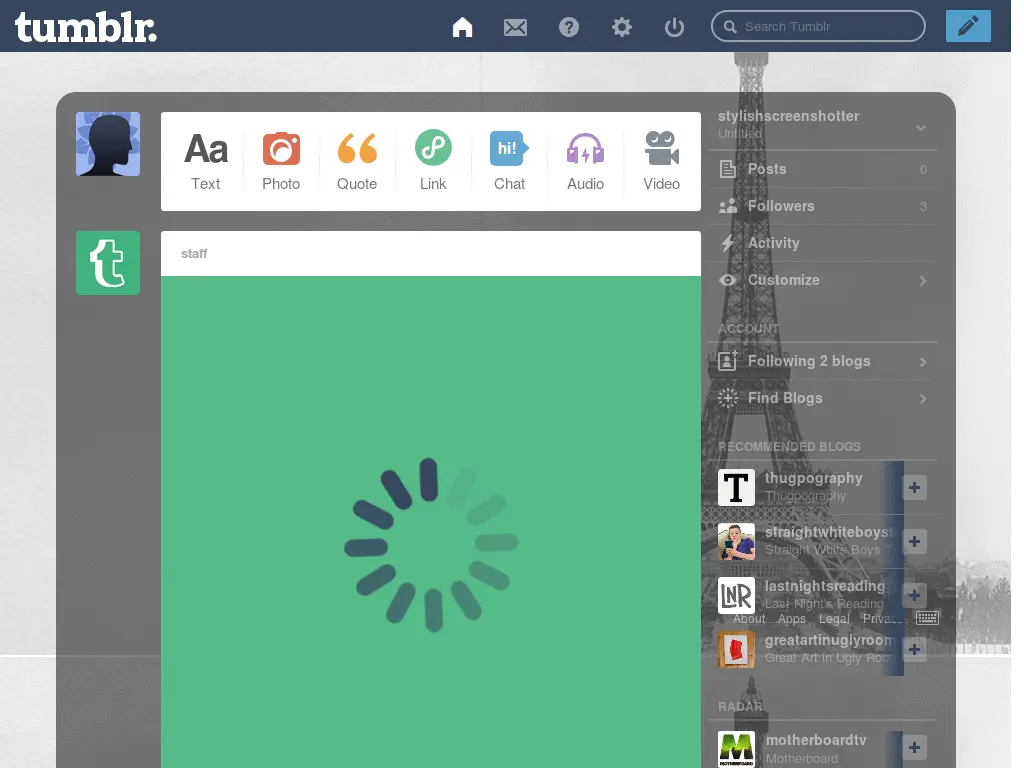 tumblr.
Search Tumblr
Aa
hi!
Text
Photo
Quote
Link
Chat
Audio
Video
staff
stylishscreenshotter
Untitled
Posts 0
Followers 3
Activity
Customize
ACCOUNT
Following 2 blogs
Find Blogs
RECOMMENDED BLOGS
T
thugpography
Thugpography
straightwhiteboyst
Straight White Boys T
LNR
lastnightsreading
Last Night's Reading
About Apps Legal Privac
greatartinuglyroom
Great Art in Ugly Roo
RADAR
M
MOTHERBOARD
motherboardtv
Motherboard